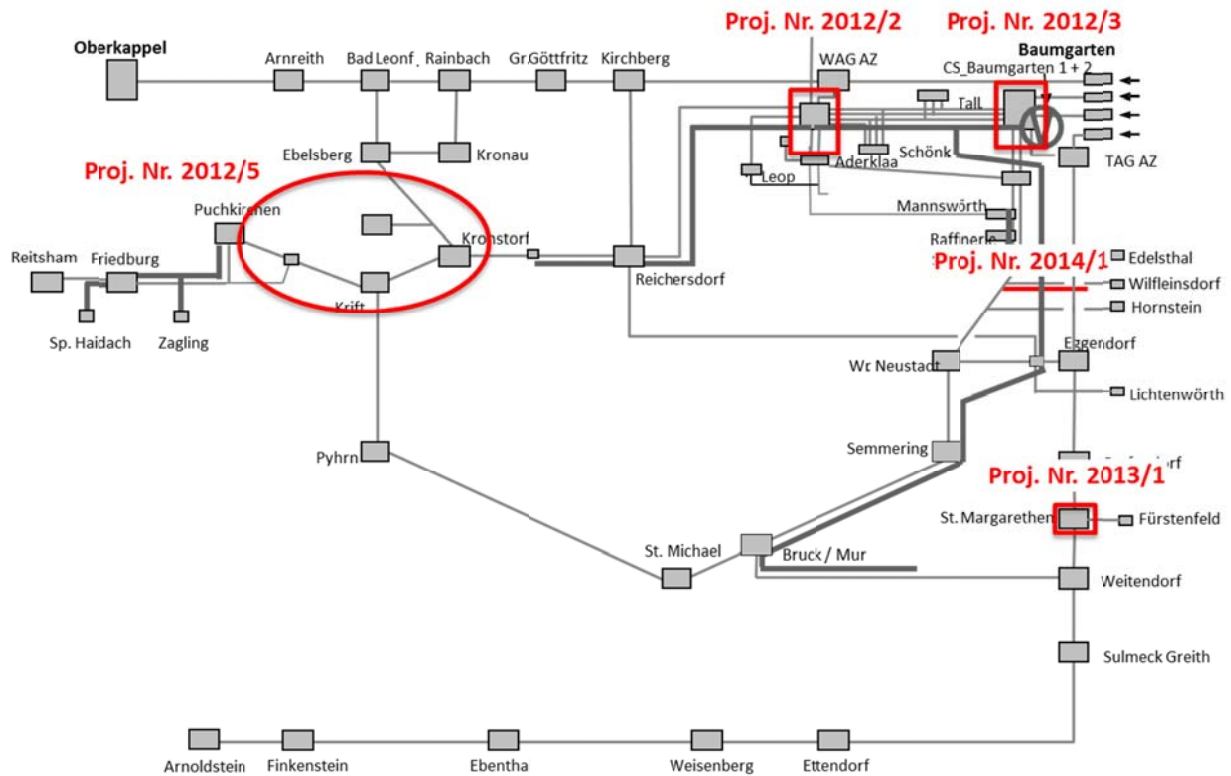 Proj. Nr. 2012/2
Proj. Nr. 2012/3
Oberkappel
Arnreith
Bad Leonf.
Rainbach
Gr.Göttfritz
Kirchberg
WAG AZ
Baumgarten
CS_Baumgarten 1 + 2
Tall.
Ebelsberg
Kronau
Aderklaa
Schönk
TAG AZ
Leop
Proj. Nr. 2012/5
Puchkirchen
Mannswörth
Raffinerie
Reitsham
Friedburg
Kronstorf
Reichersdorf
Proj. Nr. 2014/1
Edelsthal
Wilfleinsdorf
Hornstein
Krift
Sp. Haidach
Zagling
Wr. Neustadt
Eggendorf
Lichtenwörth
Pyhrn
Semmering
Proj. Nr. 2013/1
St.Margarethen
Fürstenfeld
St. Michael
Bruck / Mur
Weitendorf
Sulmeck Greith
Arnoldstein
Finkenstein
Ebentha
Weisenberg
Ettendorf